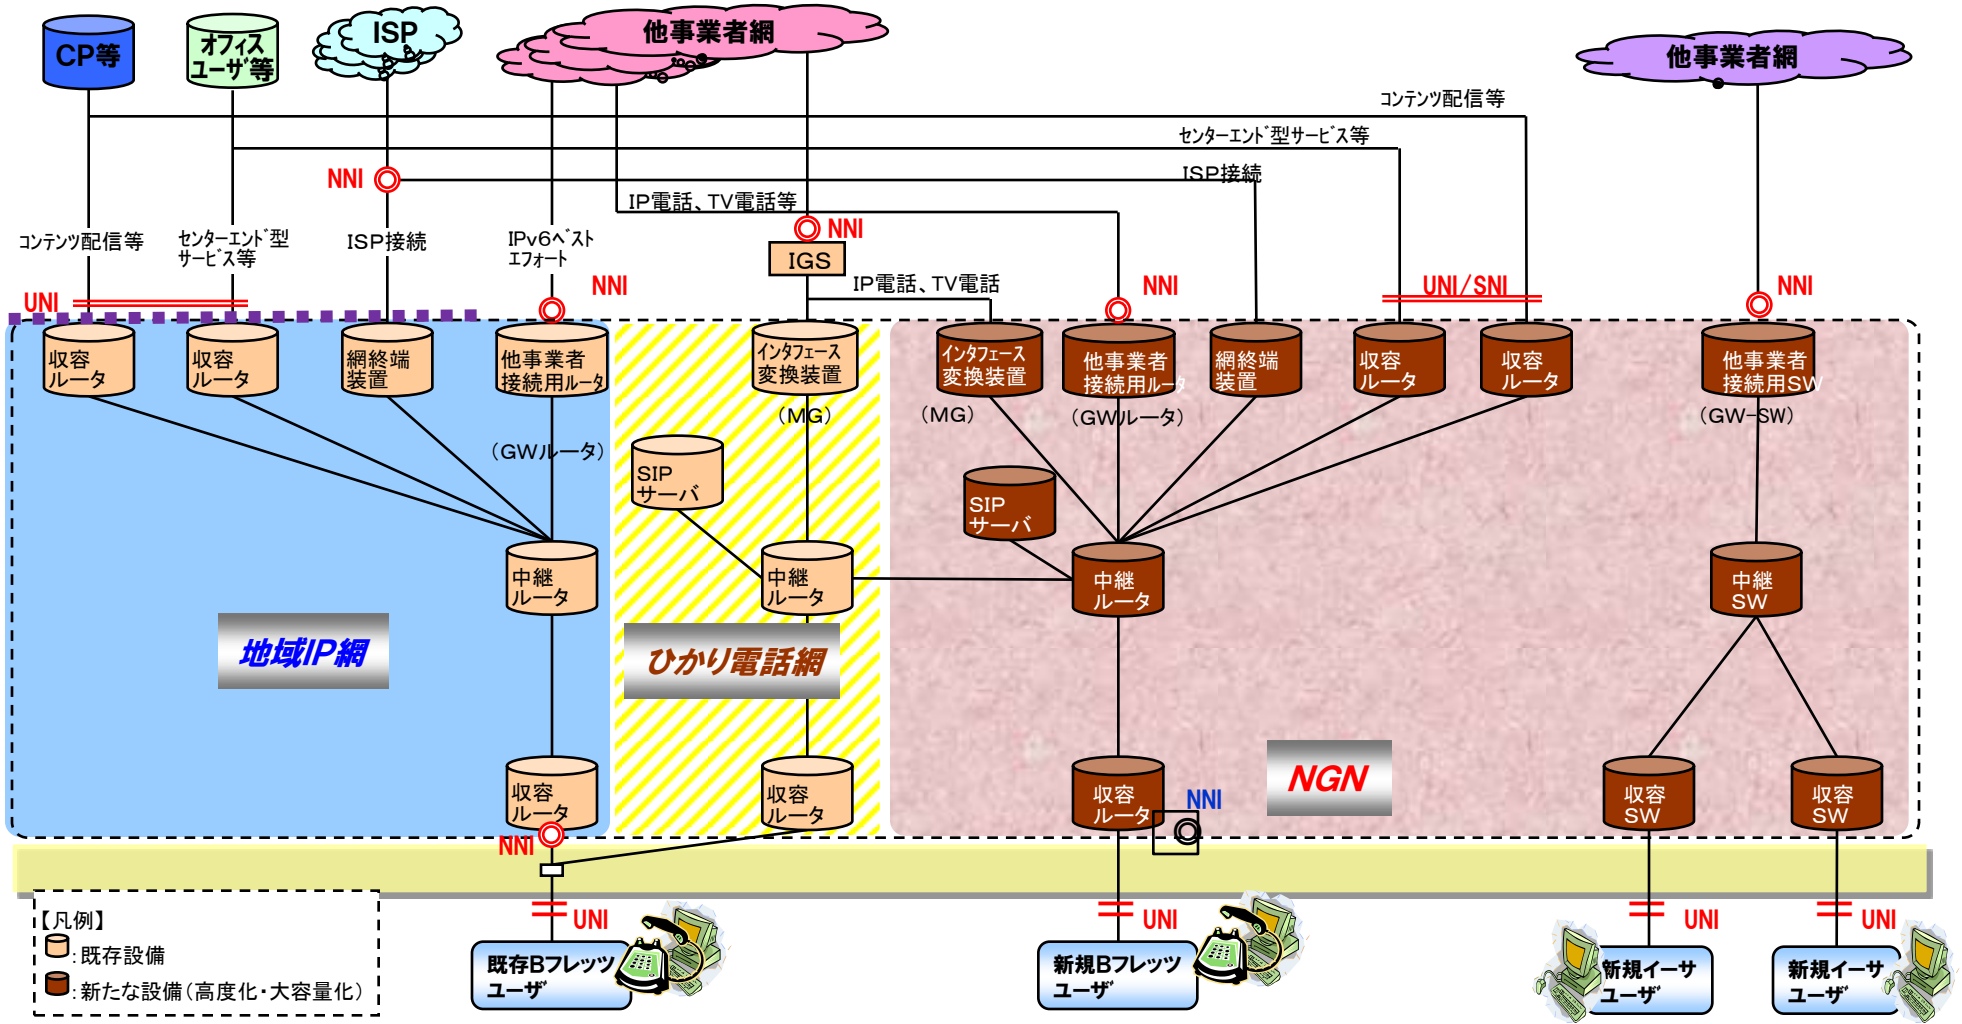 CP等
オフィス
ユーザ等
ISP
他事業者網
他事業者網
コンテンツ配信等
センターエンド型サービス等
NNI
ISP接続
IP電話、TV電話等
NNI
コンテンツ配信等
センターエンド型
サービス等
ISP接続
IPv6ベスト
エフォート
IGS
NNI
IP電話、TV電話
NNI
UNI/SNI
NNI
UNI
収容
ルータ
収容
ルータ
網終端
装置
他事業者
接続用ルータ
インタフェース
変換装置
インタフェース
変換装置
他事業者
接続用ルータ
網終端
装置
収容
ルータ
収容
ルータ
他事業者
接続用SW
(GWルータ)
(MG)
(MG)
(GWルータ)
(GW-SW)
SIP
サーバ
SIP
サーバ
中継
ルータ
中継
ルータ
中継
ルータ
中継
SW
地域IP網
ひかり電話網
NGN
収容
ルータ
収容
ルータ
収容
ルータ
NNI
収容
SW
収容
SW
NNI
【凡例】
:既存設備
:新たな設備(高度化・大容量化)
UNI
UNI
UNI
UNI
既存Bフレッツ
ユーザ
新規Bフレッツ
ユーザ
新規イーサ
ユーザ
新規イーサ
ユーザ